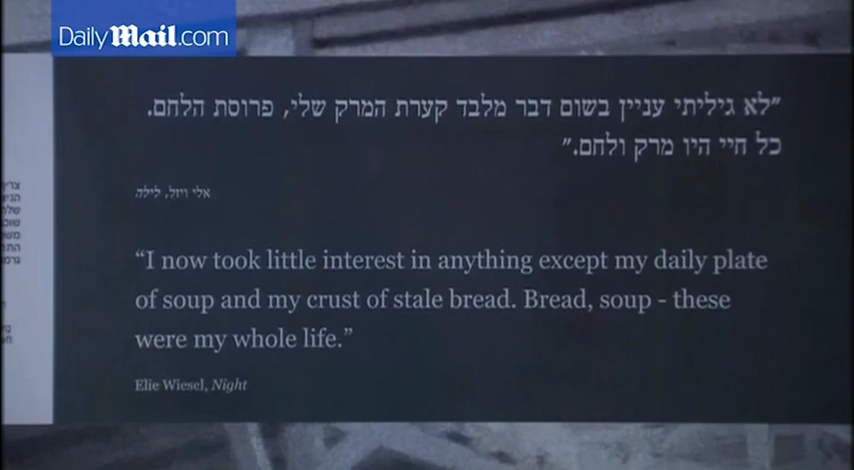 DailyMail.com
"לא גיליתי עניין בשום דבר מלבד קערת המרק שלי, פרוסת הלחם.
כל חיי היו מרק ולחם."
אלי ויזל, לילה
"I now took little interest in anything except my daily plate
of soup and my crust of stale bread. Bread, soup - these
were my whole life."
Elie Wiesel, Night